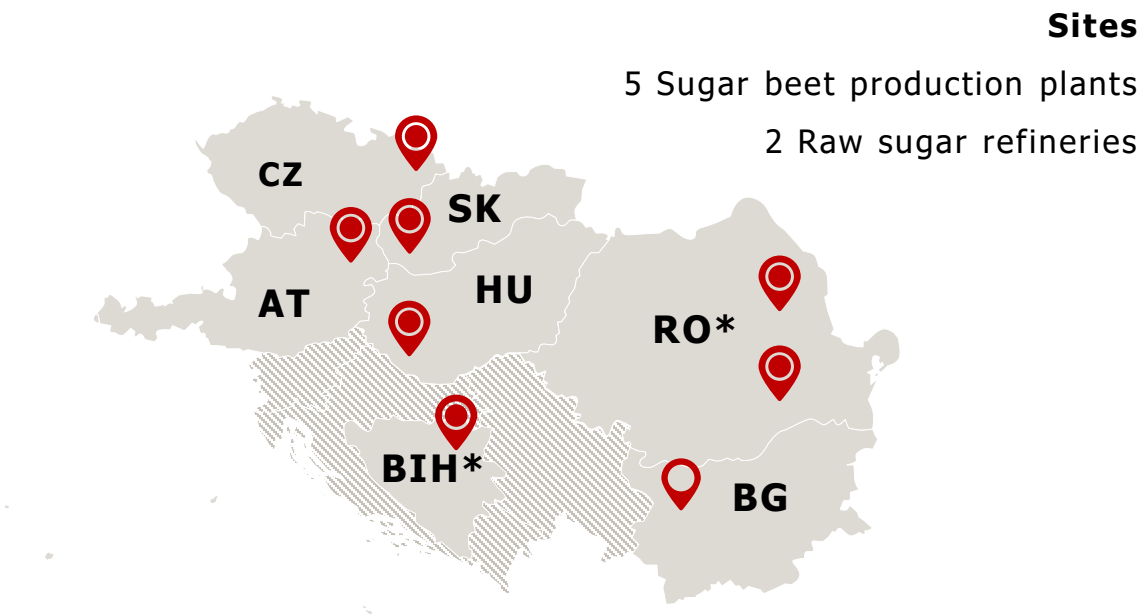 Sites
5 Sugar beet production plants
2 Raw sugar refineries
CZ
SK
HU
AT
RO*
BIH*
BG